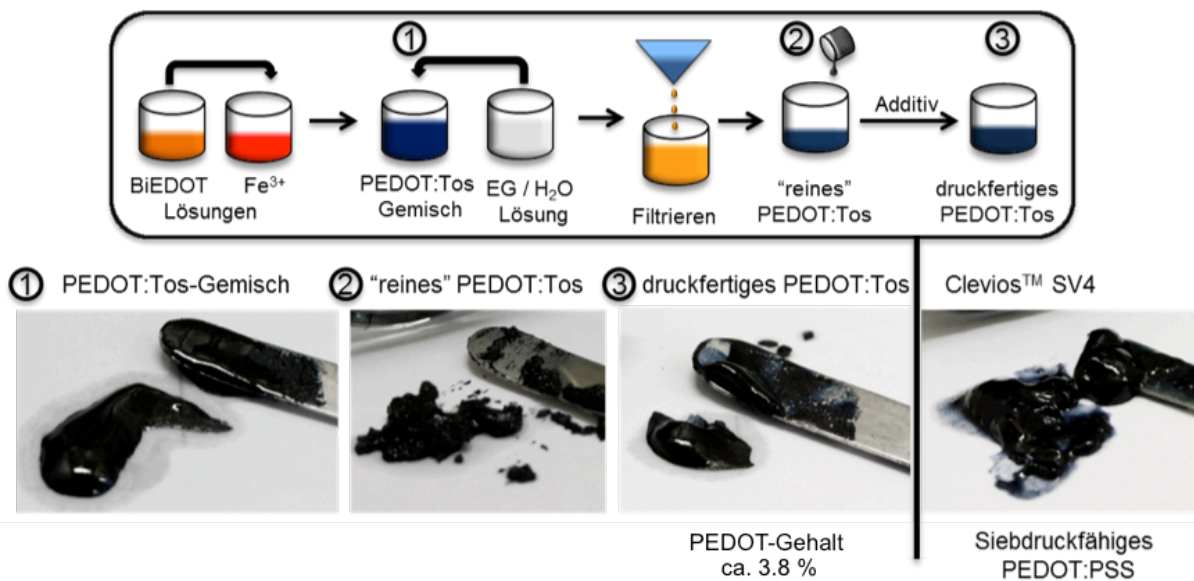 ① ② ③
Additiv
BiEDOT Fe³⁺
Lösungen
PEDOT:Tos
Gemisch
EG / H₂O
Lösung
Filtrieren
“reines”
PEDOT:Tos
druckfertiges
PEDOT:Tos
① PEDOT:Tos-Gemisch
② “reines” PEDOT:Tos
③ druckfertiges PEDOT:Tos
Clevios™ SV4
PEDOT-Gehalt
ca. 3.8 %
Siebdruckfähiges
PEDOT:PSS